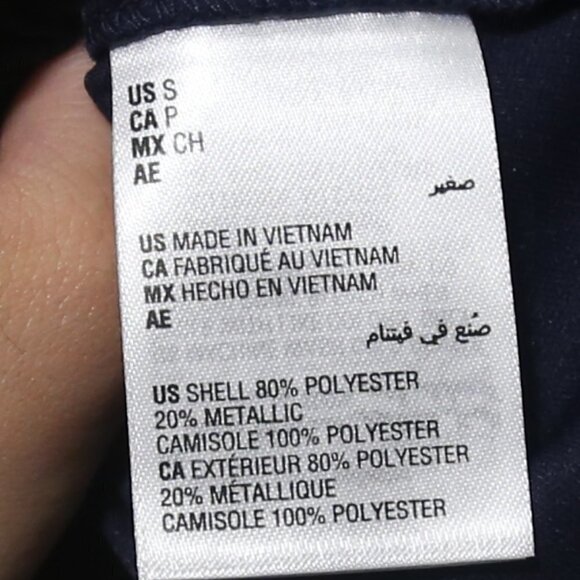 US S
CA P
MX CH
AE
صغير
US MADE IN VIETNAM
CA FABRIQUÉ AU VIETNAM
MX HECHO EN VIETNAM
AE
صُنع في فيتنام
US SHELL 80% POLYESTER
20% METALLIC
CAMISOLE 100% POLYESTER
CA EXTÉRIEUR 80% POLYESTER
20% MÉTALLIQUE
CAMISOLE 100% POLYESTER